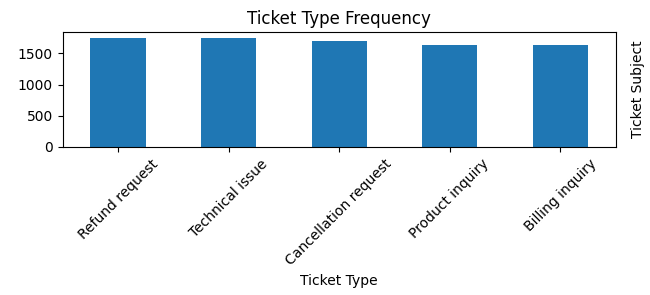 Ticket Type Frequency
1500
1000
500
0
Ticket Subject
Refund request
Technical issue
Cancellation request
Product inquiry
Billing inquiry
Ticket Type